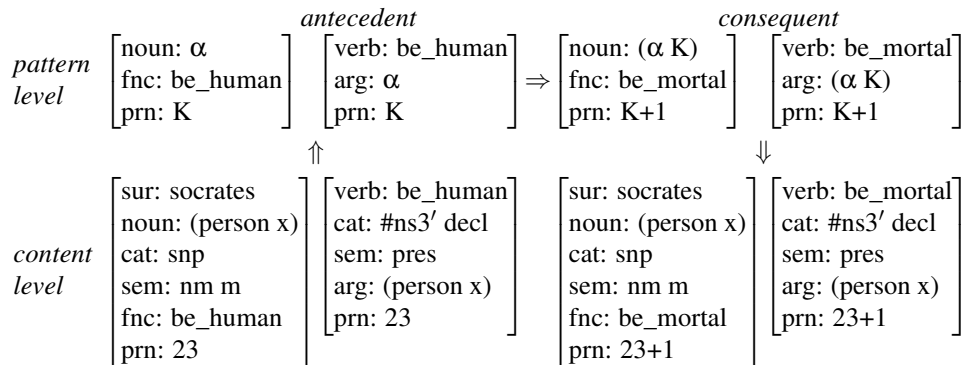 antecedent consequent
noun: α verb: be_human noun: (α K) verb: be_mortal
pattern fnc: be_human arg: α ⇒ fnc: be_mortal arg: (α K)
level prn: K prn: K prn: K+1 prn: K+1
⇑ ⇓
sur: socrates verb: be_human sur: socrates verb: be_mortal
noun: (person x) cat: #ns3′ decl noun: (person x) cat: #ns3′ decl
content cat: snp sem: pres cat: snp sem: pres
level sem: nm m arg: (person x) sem: nm m arg: (person x)
fnc: be_human prn: 23 fnc: be_mortal prn: 23+1
prn: 23 prn: 23+1